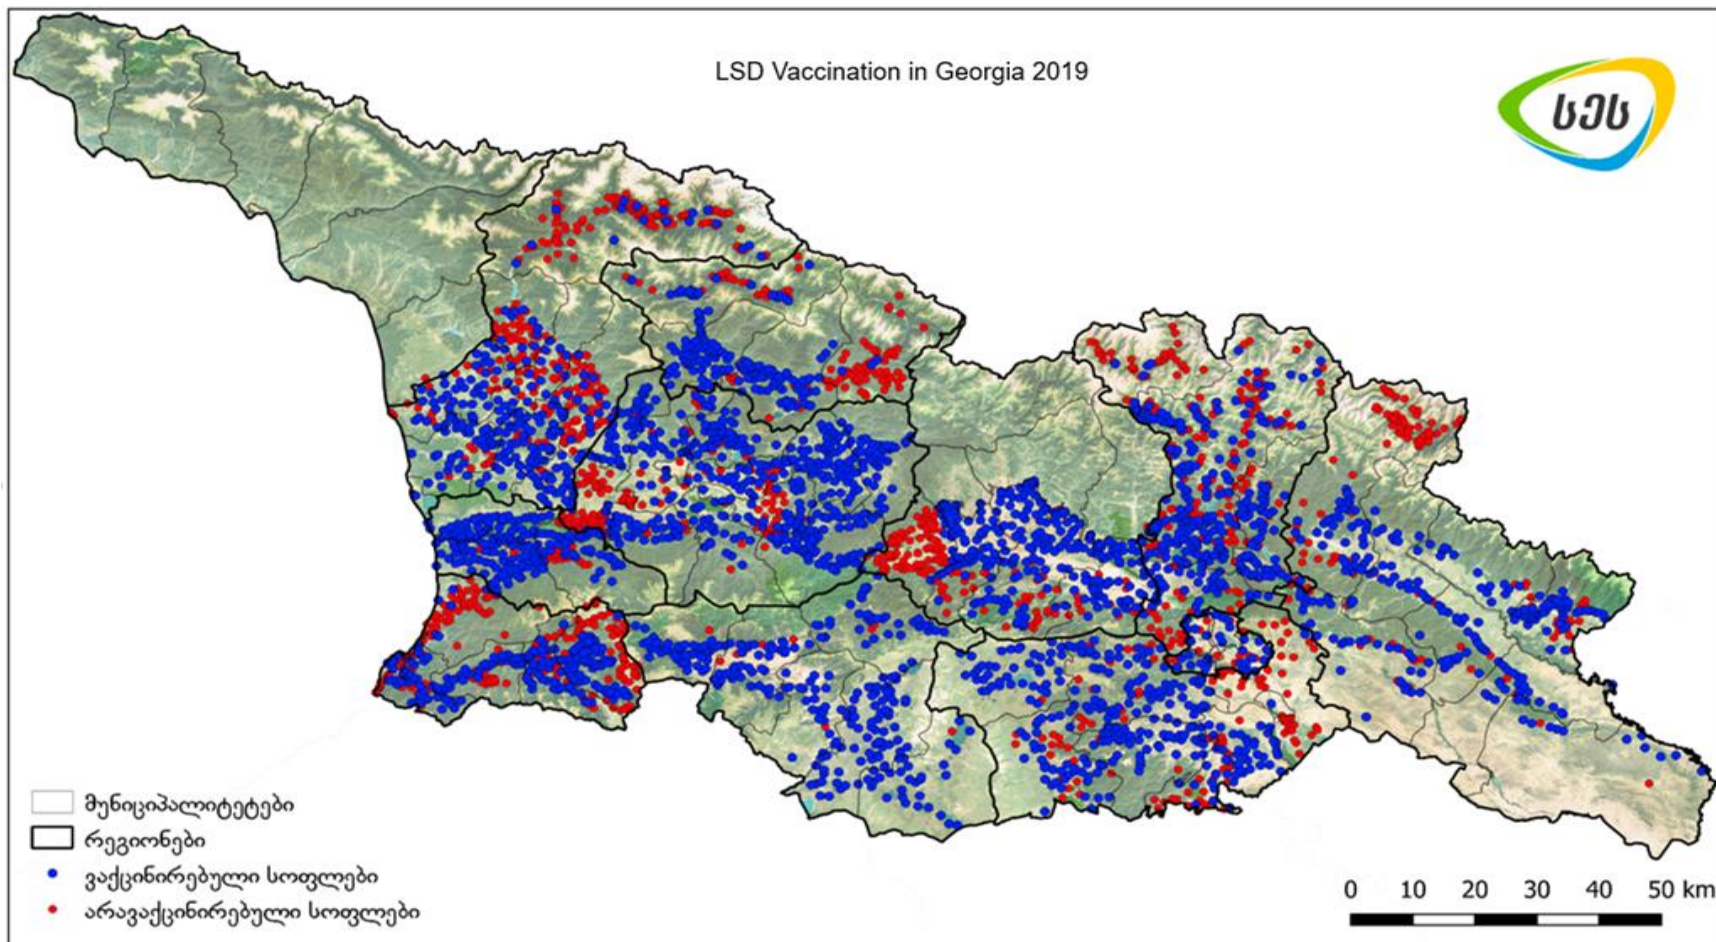 LSD Vaccination in Georgia 2019
სეს
მუნიციპალიტეტები
რეგიონები
ვაქცინირებული სოფლები
არავაქცინირებული სოფლები
0 10 20 30 40 50 km